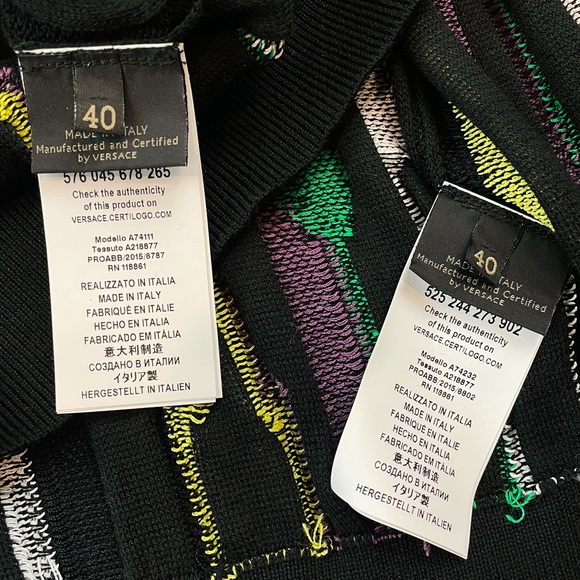 40
MADE IN ITALY
Manufactured and Certified
by VERSACE
576 045 678 265
Check the authenticity
of this product on
VERSACE.CERTILOGO.COM
Modello A74111
Tessuto A218877
PROABB/2015/6787
RN 118861
REALIZZATO IN ITALIA
MADE IN ITALY
FABRIQUÉ EN ITALIE
HECHO EN ITALIA
FABRICADO EM ITÁLIA
意大利制造
СОЗДАНО В ИТАЛИИ
イタリア製
HERGESTELLT IN ITALIEN
40
MADE IN ITALY
Manufactured and Certified
by VERSACE
525 244 273 902
Check the authenticity
of this product on
VERSACE.CERTILOGO.COM
Modello A74232
Tessuto A218877
PROABB/2015/6802
RN 118861
REALIZZATO IN ITALIA
MADE IN ITALY
FABRIQUÉ EN ITALIE
HECHO EN ITALIA
FABRICADO EM ITÁLIA
意大利制造
СОЗДАНО В ИТАЛИИ
イタリア製
HERGESTELLT IN ITALIEN